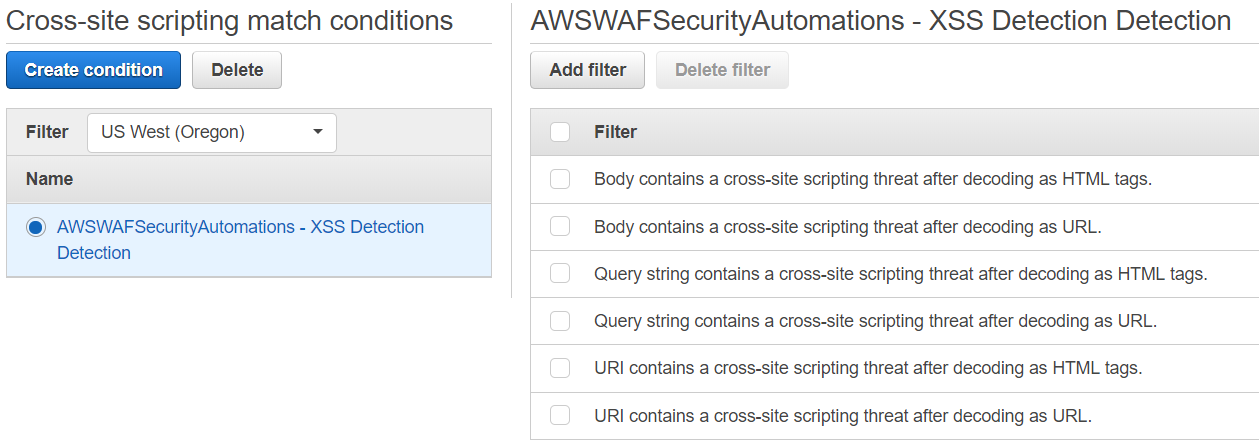 Cross-site scripting match conditions
Create condition
Delete
Filter
US West (Oregon)
Name
AWSWAFSecurityAutomations - XSS Detection
Detection
AWSWAFSecurityAutomations - XSS Detection Detection
Add filter
Delete filter
Filter
Body contains a cross-site scripting threat after decoding as HTML tags.
Body contains a cross-site scripting threat after decoding as URL.
Query string contains a cross-site scripting threat after decoding as HTML tags.
Query string contains a cross-site scripting threat after decoding as URL.
URI contains a cross-site scripting threat after decoding as HTML tags.
URI contains a cross-site scripting threat after decoding as URL.